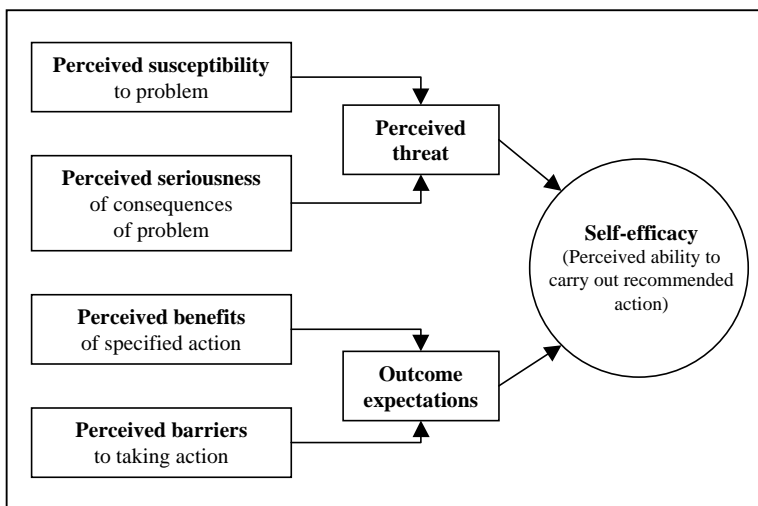 Perceived susceptibility
to problem
Perceived seriousness
of consequences
of problem
Perceived threat
Perceived benefits
of specified action
Perceived barriers
to taking action
Outcome
expectations
Self-efficacy
(Perceived ability to
carry out recommended
action)